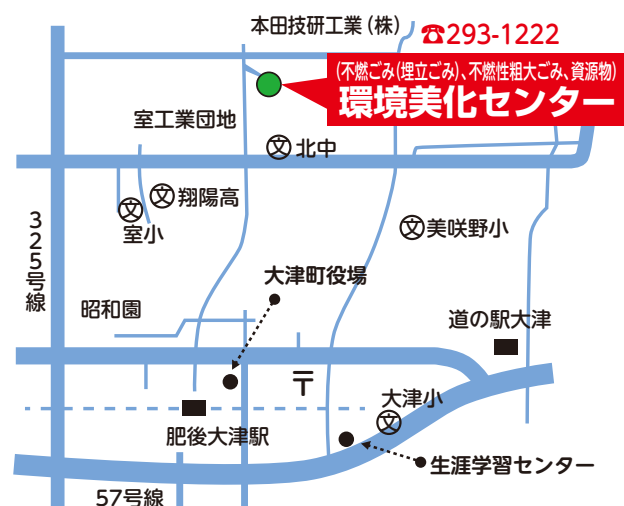 本田技研工業(株)
☎293-1222
(不燃ごみ(埋立ごみ)、不燃性粗大ごみ、資源物)
環境美化センター
室工業団地
文北中
文翔陽高
文
室小
文美咲野小
325号線
大津町役場
昭和園
道の駅大津
〒
大津小
文
肥後大津駅
生涯学習センター
57号線